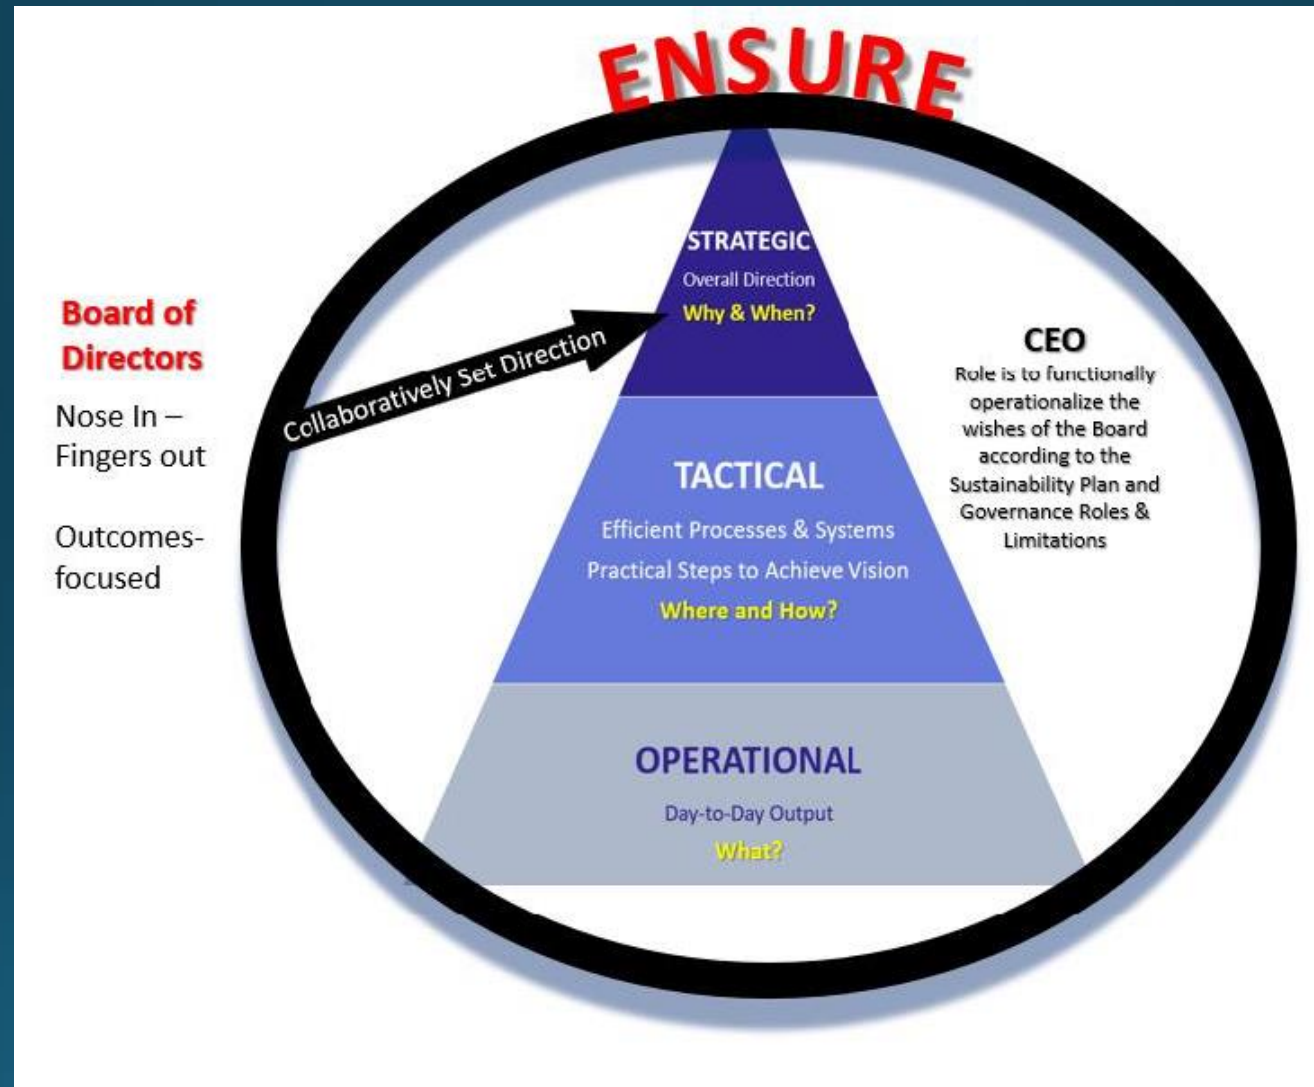 ENSURE
Board of
Directors
Nose In –
Fingers out
Outcomes-
focused
Collaboratively Set Direction
STRATEGIC
Overall Direction
Why & When?
CEO
Role is to functionally
operationalize the
wishes of the Board
according to the
Sustainability Plan and
Governance Roles &
Limitations
TACTICAL
Efficient Processes & Systems
Practical Steps to Achieve Vision
Where and How?
OPERATIONAL
Day-to-Day Output
What?